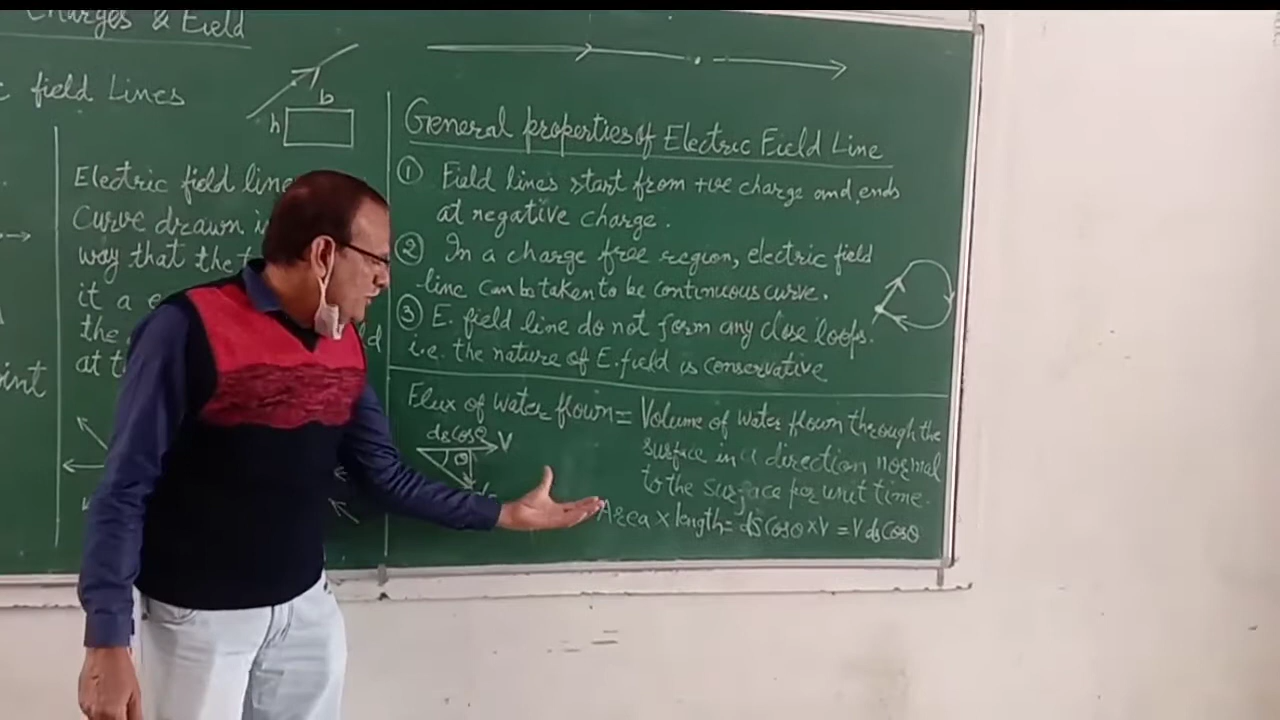 Charges & Field
field Lines
b
h
Electric field line
Curve drawn
way that the
it a
the
at
General properties of Electric Field Line
① Field lines start from +ve charge and ends
at negative charge.
② In a charge free region, electric field
line can be taken to be continuous curve.
③ E. field line do not form any close loops.
i.e. the nature of E. field is conservative
Flux of water flown = Volume of water flown through the
surface in a direction normal
to the surface per unit time.
dsCosθ V
θ
Area × length = dS Cosθ × V = V ds Cosθ